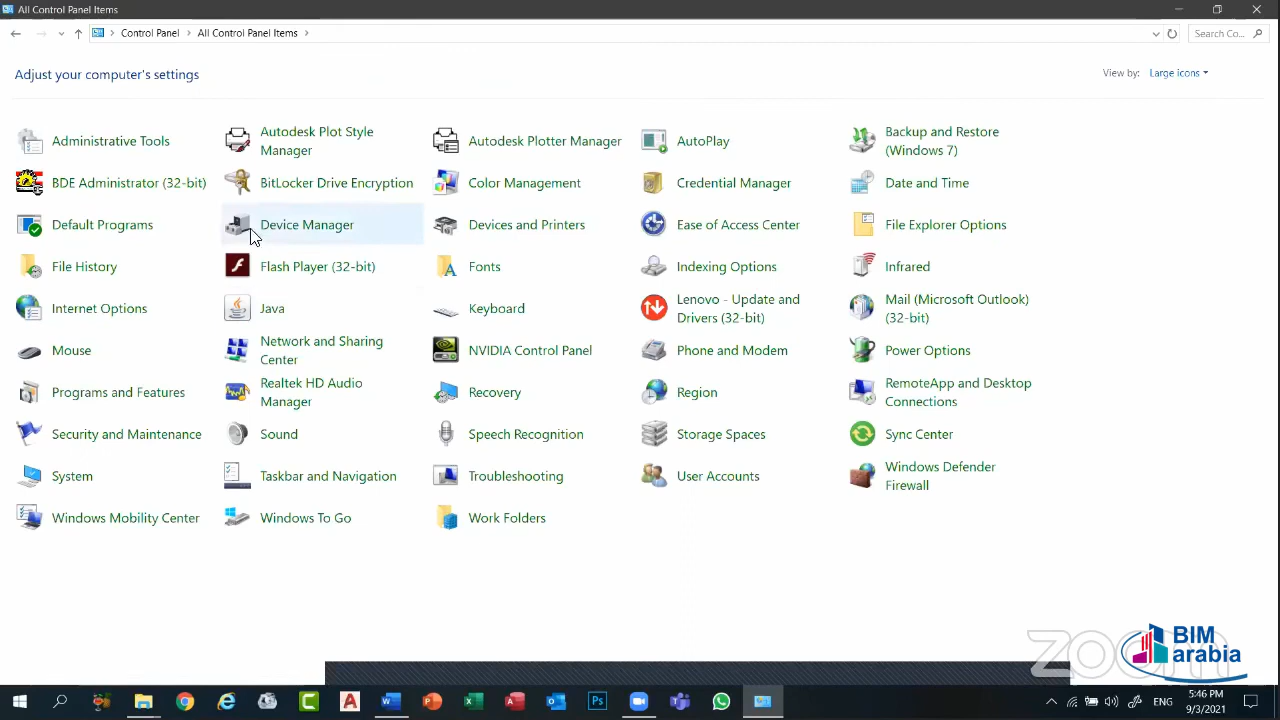 All Control Panel Items
Control Panel
All Control Panel Items
Search Co...
Adjust your computer's settings
View by: Large icons
Administrative Tools
Autodesk Plot Style
Manager
Autodesk Plotter Manager
AutoPlay
Backup and Restore
(Windows 7)
BDE Administrator (32-bit)
BitLocker Drive Encryption
Color Management
Credential Manager
Date and Time
Default Programs
Device Manager
Devices and Printers
Ease of Access Center
File Explorer Options
File History
Flash Player (32-bit)
Fonts
Indexing Options
Infrared
Internet Options
Java
Keyboard
Lenovo - Update and
Drivers (32-bit)
Mail (Microsoft Outlook)
(32-bit)
Mouse
Network and Sharing
Center
NVIDIA Control Panel
Phone and Modem
Power Options
Programs and Features
Realtek HD Audio
Manager
Recovery
Region
RemoteApp and Desktop
Connections
Security and Maintenance
Sound
Speech Recognition
Storage Spaces
Sync Center
System
Taskbar and Navigation
Troubleshooting
User Accounts
Windows Defender
Firewall
Windows Mobility Center
Windows To Go
Work Folders
zoom
BIM
arabia
ENG
5:46 PM
9/3/2021